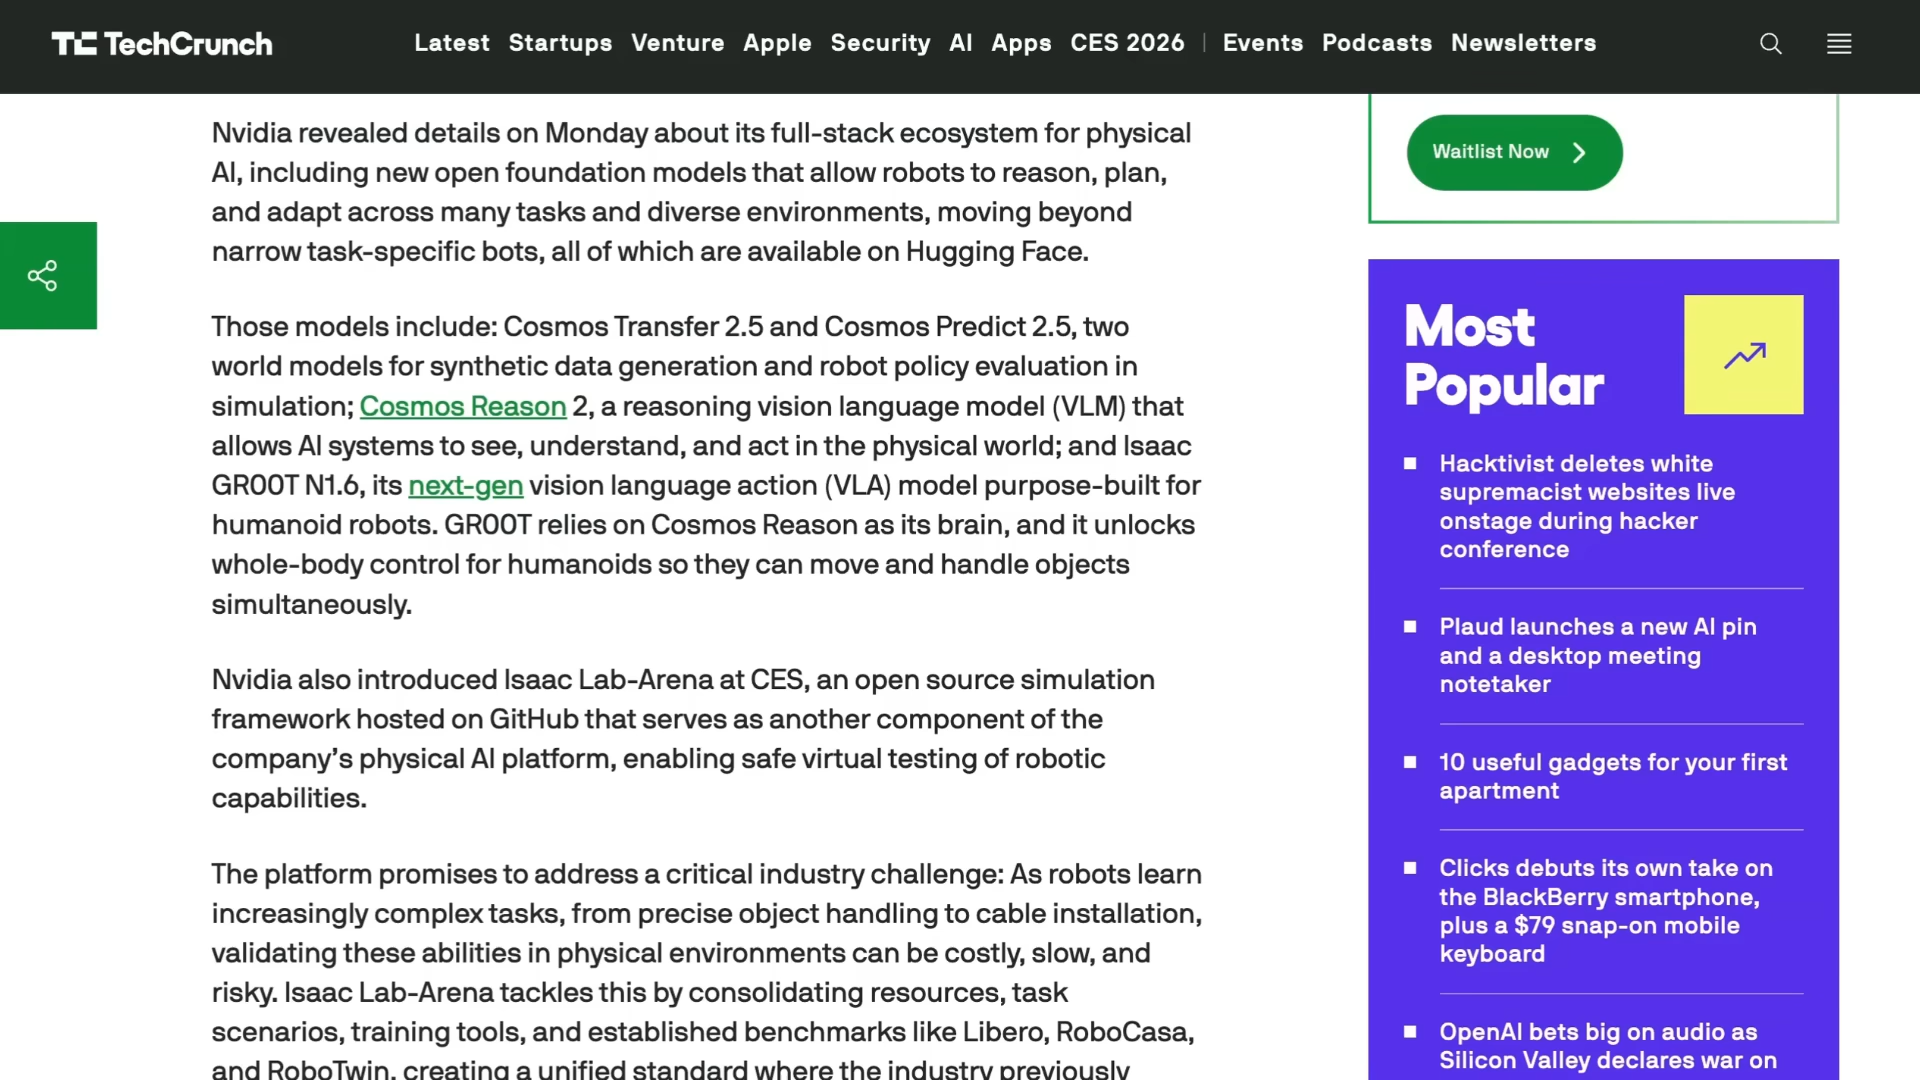 TechCrunch
Latest Startups Venture Apple Security AI Apps CES 2026 | Events Podcasts Newsletters
Nvidia revealed details on Monday about its full-stack ecosystem for physical
AI, including new open foundation models that allow robots to reason, plan,
and adapt across many tasks and diverse environments, moving beyond
narrow task-specific bots, all of which are available on Hugging Face.
Those models include: Cosmos Transfer 2.5 and Cosmos Predict 2.5, two
world models for synthetic data generation and robot policy evaluation in
simulation; Cosmos Reason 2, a reasoning vision language model (VLM) that
allows AI systems to see, understand, and act in the physical world; and Isaac
GR00T N1.6, its next-gen vision language action (VLA) model purpose-built for
humanoid robots. GR00T relies on Cosmos Reason as its brain, and it unlocks
whole-body control for humanoids so they can move and handle objects
simultaneously.
Nvidia also introduced Isaac Lab-Arena at CES, an open source simulation
framework hosted on GitHub that serves as another component of the
company’s physical AI platform, enabling safe virtual testing of robotic
capabilities.
The platform promises to address a critical industry challenge: As robots learn
increasingly complex tasks, from precise object handling to cable installation,
validating these abilities in physical environments can be costly, slow, and
risky. Isaac Lab-Arena tackles this by consolidating resources, task
scenarios, training tools, and established benchmarks like Libero, RoboCasa,
and RoboTwin, creating a unified standard where the industry previously
Waitlist Now
Most
Popular
Hacktivist deletes white
supremacist websites live
onstage during hacker
conference
Plaud launches a new AI pin
and a desktop meeting
notetaker
10 useful gadgets for your first
apartment
Clicks debuts its own take on
the BlackBerry smartphone,
plus a $79 snap-on mobile
keyboard
OpenAI bets big on audio as
Silicon Valley declares war on